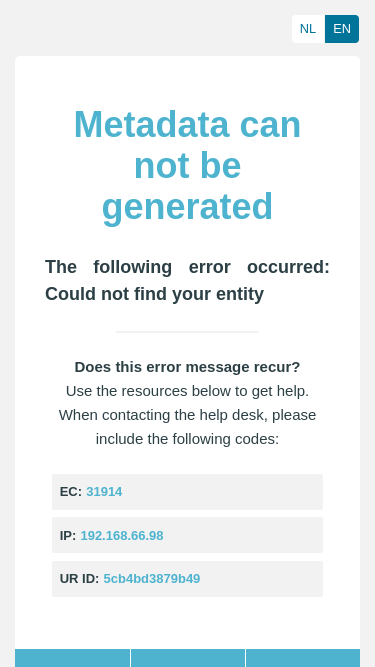 NL EN
Metadata can
not be
generated
The following error occurred:
Could not find your entity
Does this error message recur?
Use the resources below to get help.
When contacting the help desk, please
include the following codes:
EC: 31914
IP: 192.168.66.98
UR ID: 5cb4bd3879b49